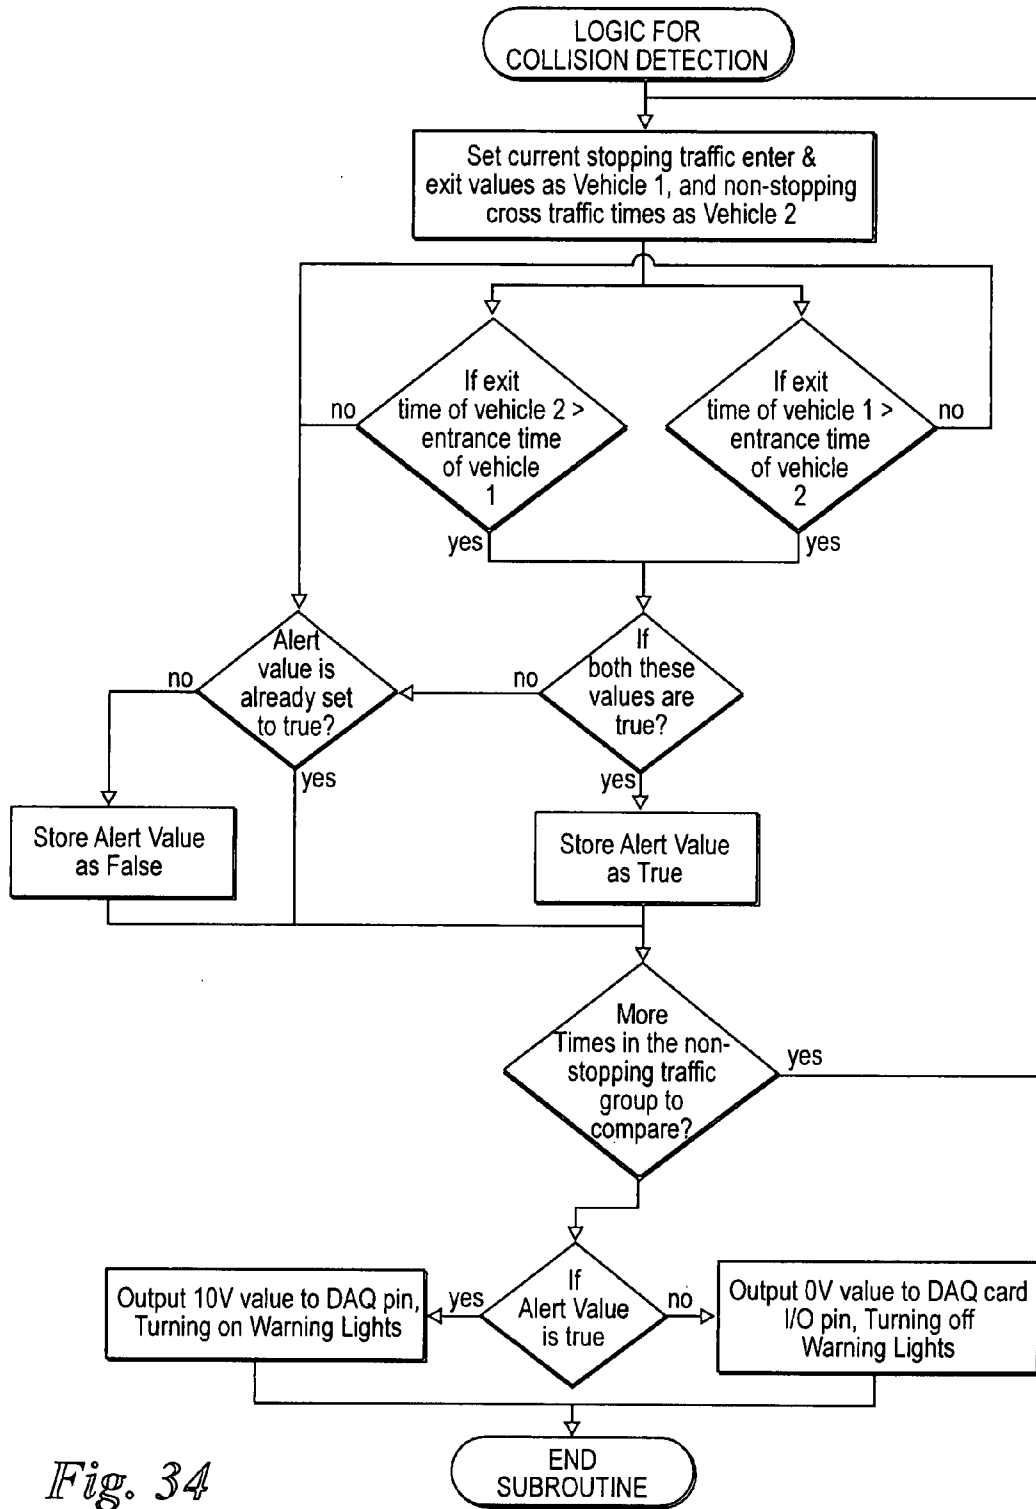 LOGIC FOR
COLLISION DETECTION
Set current stopping traffic enter &
exit values as Vehicle 1, and non-stopping
cross traffic times as Vehicle 2
If exit
time of vehicle 2 >
entrance time
of vehicle
1
no
yes
If exit
time of vehicle 1 >
entrance time
of vehicle
2
no
yes
Alert
value is
already set
to true?
no
yes
If
both these
values are
true?
no
yes
Store Alert Value
as False
Store Alert Value
as True
More
Times in the non-
stopping traffic
group to
compare?
yes
If
Alert Value
is true
yes
no
Output 10V value to DAQ pin,
Turning on Warning Lights
Output 0V value to DAQ card
I/O pin, Turning off
Warning Lights
END
SUBROUTINE
Fig. 34